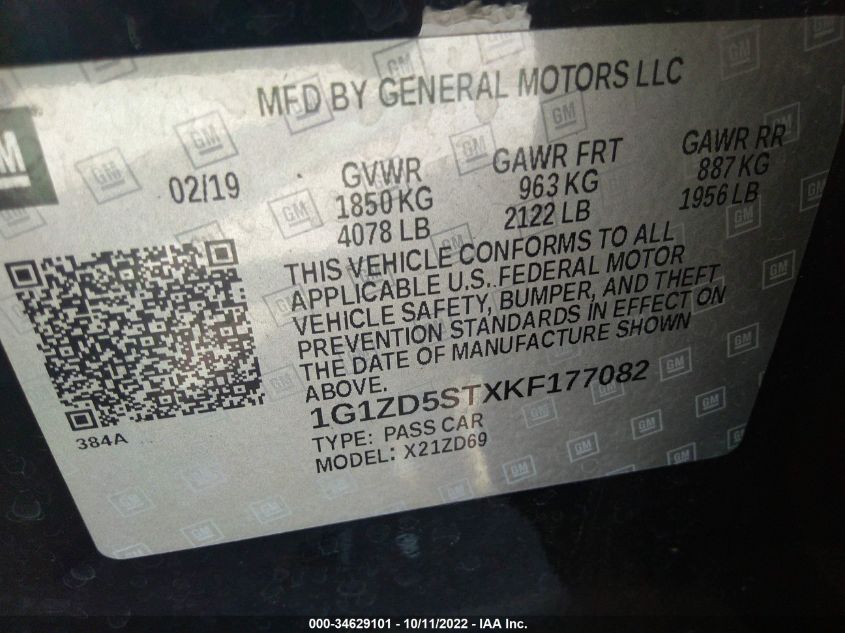 MFD BY GENERAL MOTORS LLC
GM
02/19
GVWR
1850 KG
4078 LB
GAWR FRT
963 KG
2122 LB
GAWR RR
887 KG
1956 LB
THIS VEHICLE CONFORMS TO ALL
APPLICABLE U.S. FEDERAL MOTOR
VEHICLE SAFETY, BUMPER, AND THEFT
PREVENTION STANDARDS IN EFFECT ON
THE DATE OF MANUFACTURE SHOWN
ABOVE.
1G1ZD5STXKF177082
TYPE: PASS CAR
MODEL: X21ZD69
384A
000-34629101 - 10/11/2022 - IAA Inc.